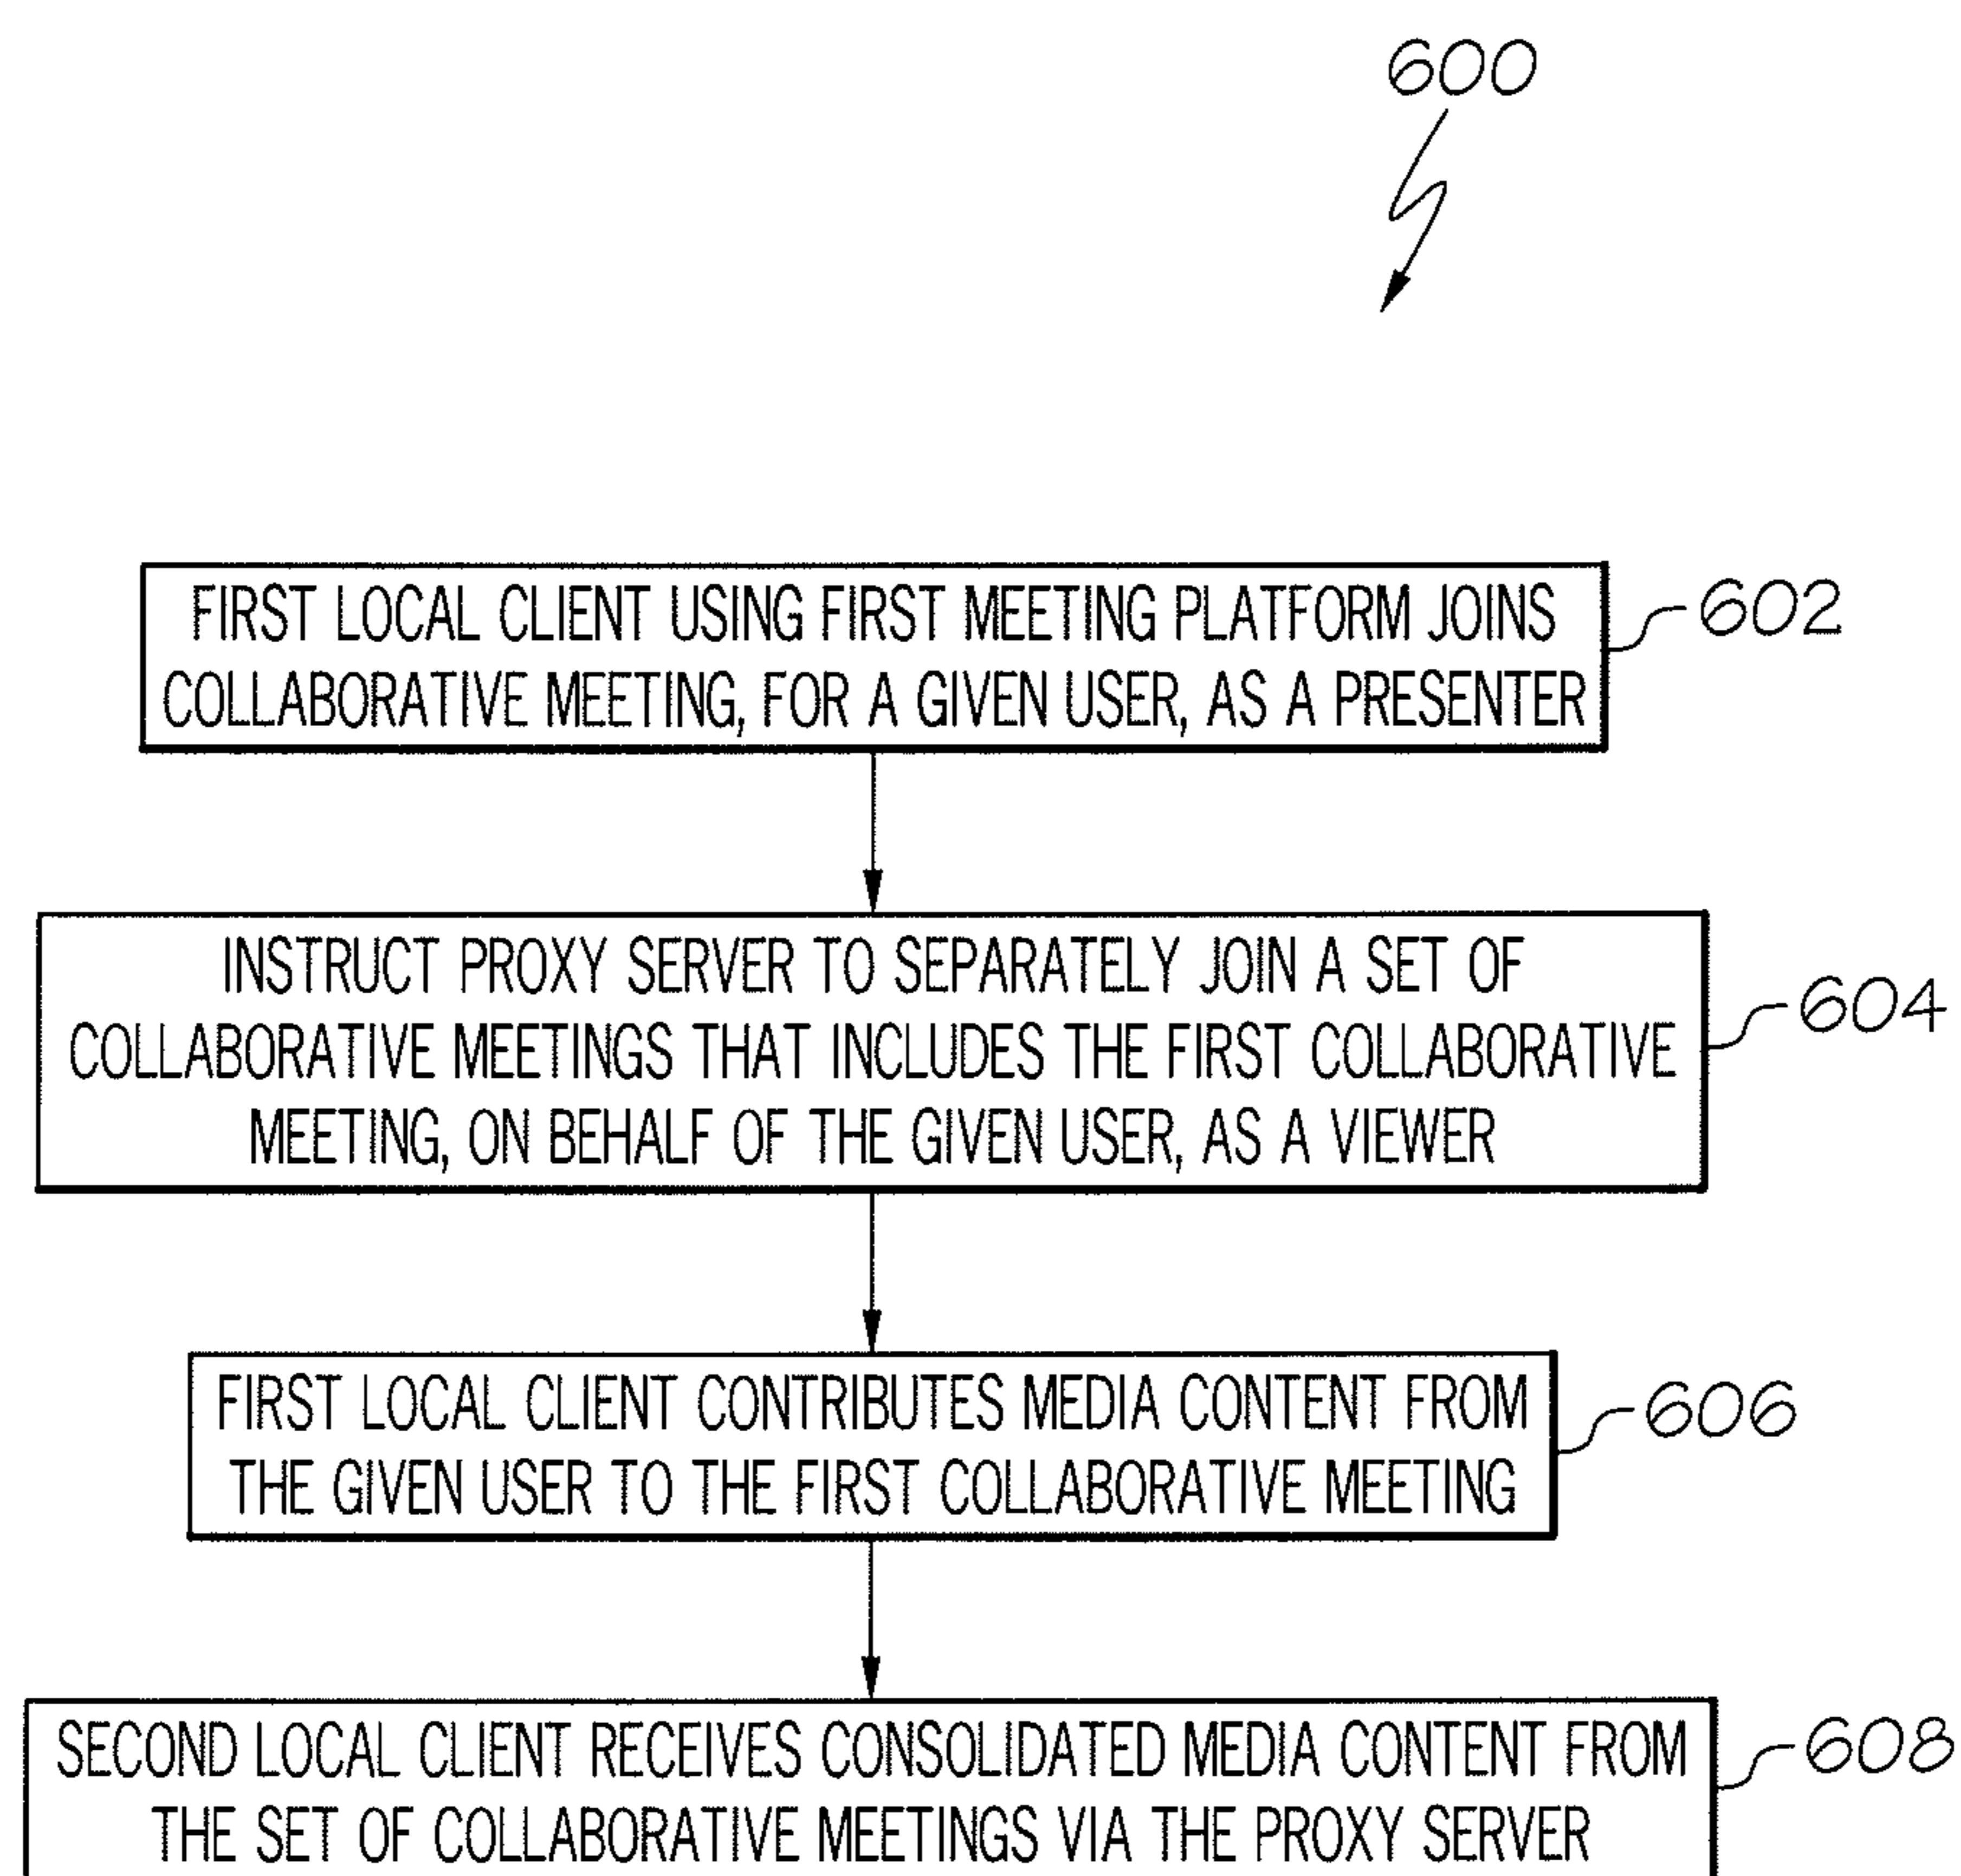 600
FIRST LOCAL CLIENT USING FIRST MEETING PLATFORM JOINS
COLLABORATIVE MEETING, FOR A GIVEN USER, AS A PRESENTER
602
INSTRUCT PROXY SERVER TO SEPARATELY JOIN A SET OF
COLLABORATIVE MEETINGS THAT INCLUDES THE FIRST COLLABORATIVE
MEETING, ON BEHALF OF THE GIVEN USER, AS A VIEWER
604
FIRST LOCAL CLIENT CONTRIBUTES MEDIA CONTENT FROM
THE GIVEN USER TO THE FIRST COLLABORATIVE MEETING
606
SECOND LOCAL CLIENT RECEIVES CONSOLIDATED MEDIA CONTENT FROM
THE SET OF COLLABORATIVE MEETINGS VIA THE PROXY SERVER
608